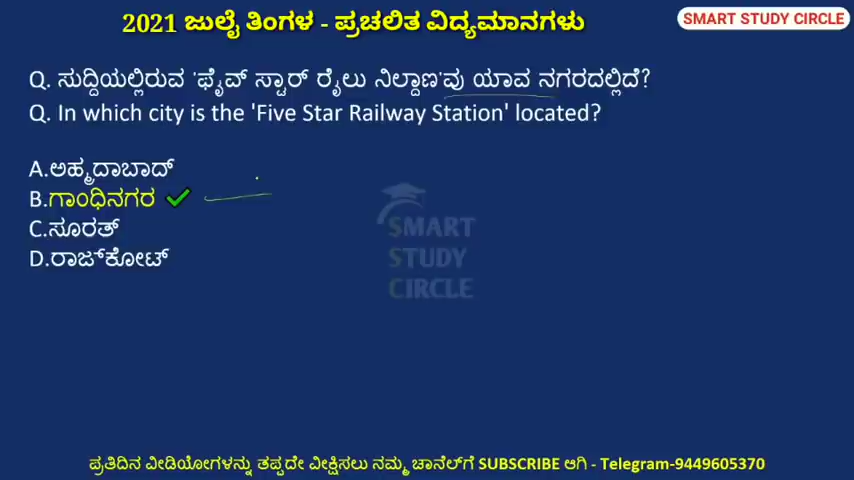 2021 ಜುಲೈ ತಿಂಗಳ - ಪ್ರಚಲಿತ ವಿದ್ಯಮಾನಗಳು
SMART STUDY CIRCLE
Q. ಸುದ್ದಿಯಲ್ಲಿರುವ 'ಫೈವ್ ಸ್ಟಾರ್ ರೈಲು ನಿಲ್ದಾಣ'ವು ಯಾವ ನಗರದಲ್ಲಿದೆ?
Q. In which city is the 'Five Star Railway Station' located?
A.ಅಹ್ಮದಾಬಾದ್
B.ಗಾಂಧಿನಗರ
C.ಸೂರತ್
D.ರಾಜ್‌ಕೋಟ್
SMART
STUDY
CIRCLE
ಪ್ರತಿದಿನ ವೀಡಿಯೋಗಳನ್ನು ತಪ್ಪದೇ ವೀಕ್ಷಿಸಲು ನಮ್ಮ ಚಾನೆಲ್‌ಗೆ SUBSCRIBE ಆಗಿ - Telegram-9449605370